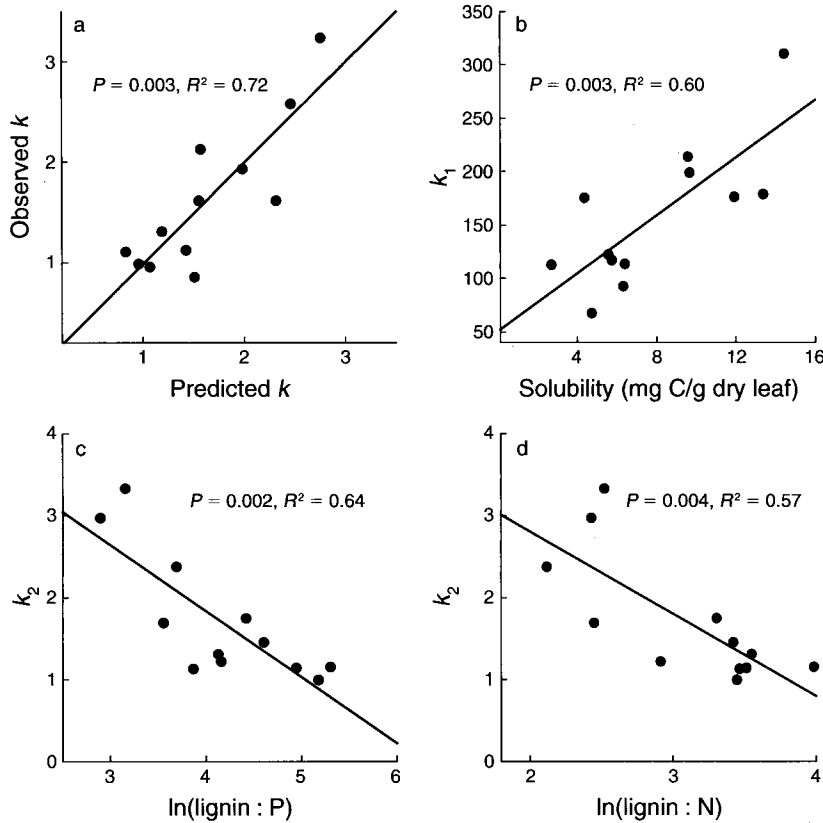 a
P = 0.003, R² = 0.72
Observed k
3
2
1
1 2 3
Predicted k
b
P = 0.003, R² = 0.60
k₁
350
300
250
200
150
100
50
4 8 12 16
Solubility (mg C/g dry leaf)
c
P = 0.002, R² = 0.64
k₂
4
3
2
1
0
3 4 5 6
ln(lignin : P)
d
P = 0.004, R² = 0.57
k₂
4
3
2
1
0
2 3 4
ln(lignin : N)